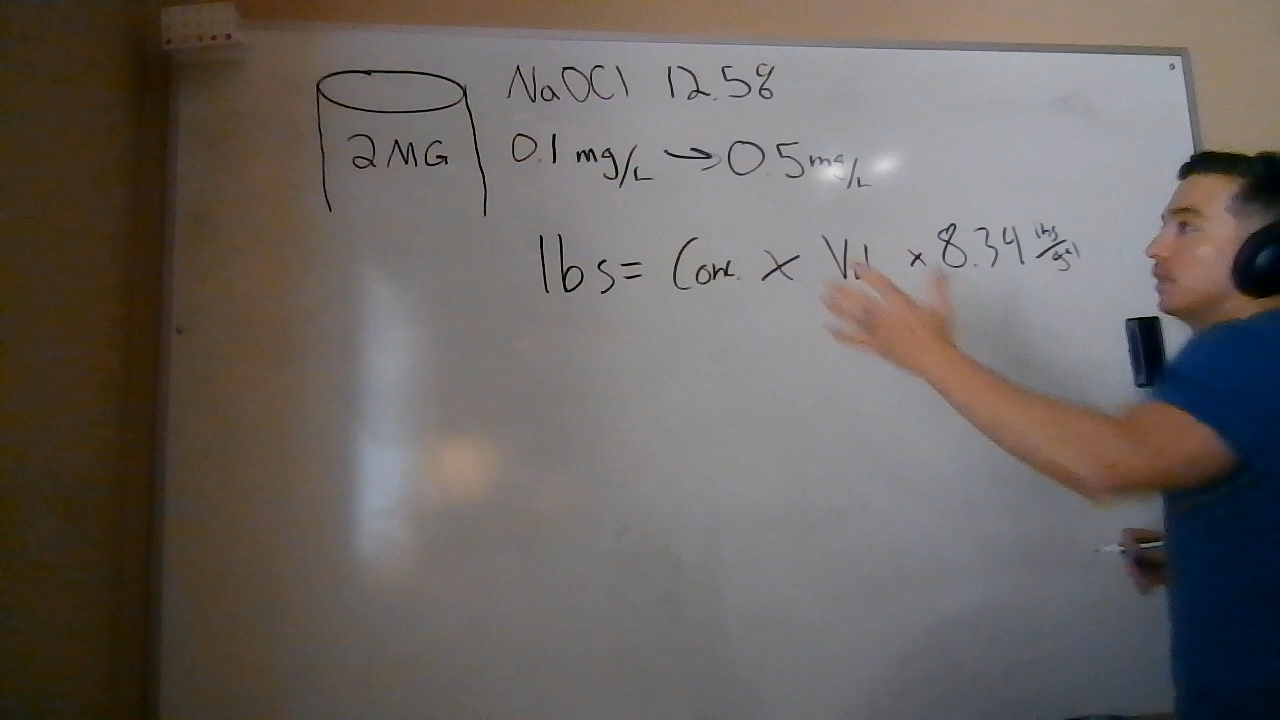 NaOCl 12.5%
2MG
0.1 mg/L → 0.5 mg/L
lbs = Conc. × Vol × 8.34 lbs/gal